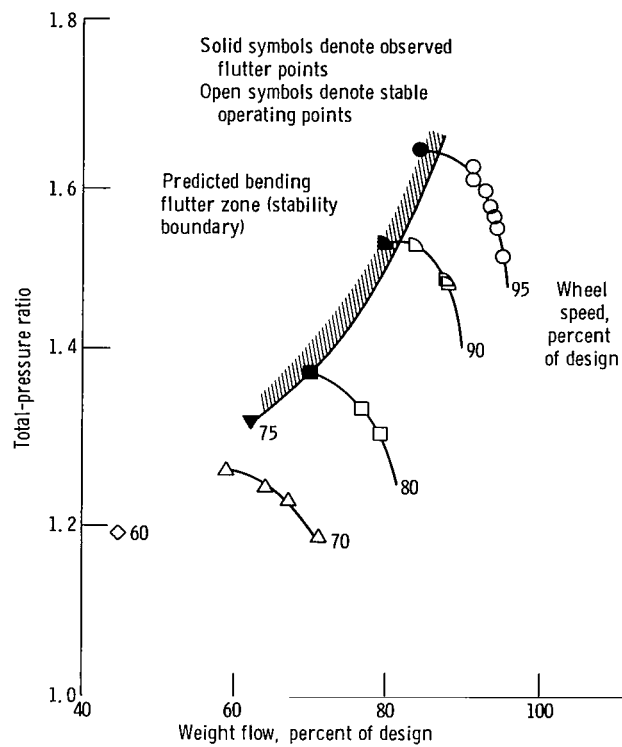 1.8
Solid symbols denote observed
flutter points
Open symbols denote stable
operating points
1.6
Predicted bending
flutter zone (stability
boundary)
95
Wheel
speed,
percent
of design
90
1.4
Total-pressure ratio
75
80
1.2
60
70
1.0
40
60
80
100
Weight flow, percent of design